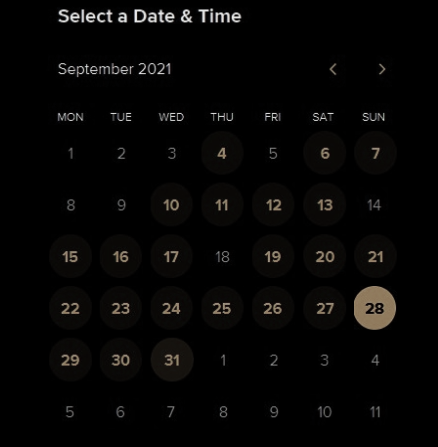 Select a Date & Time
September 2021
MON TUE WED THU FRI SAT SUN
1 2 3 4 5 6 7
8 9 10 11 12 13 14
15 16 17 18 19 20 21
22 23 24 25 26 27 28
29 30 31 1 2 3 4
5 6 7 8 9 10 11